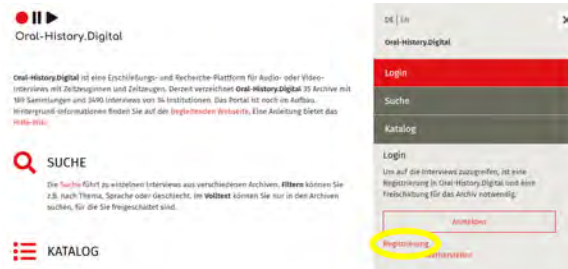 Oral-History.Digital
Oral-History.Digital ist eine Erschließungs- und Recherche-Plattform für Audio- oder Video-
Interviews mit Zeitzeuginnen und Zeitzeugen. Derzeit verzeichnet Oral-History.Digital 35 Archive mit
169 Sammlungen und 3490 Interviews von 34 Institutionen. Das Portal ist noch im Aufbau.
Hintergrund-Informationen finden Sie auf der begleitenden Webseite. Eine Anleitung bietet das
Hilfe-Wiki.
SUCHE
Die Suche führt zu einzelnen Interviews aus verschiedenen Archiven. Filtern können Sie
z.B. nach Thema, Sprache oder Geschlecht. Im Volltext können Sie nur in den Archiven
suchen, für die Sie freigeschaltet sind.
KATALOG
DE | EN
Oral-History.Digital
Login
Suche
Katalog
Login
Um auf die Interviews zuzugreifen, ist eine
Registrierung in Oral-History.Digital und eine
Freischaltung für das Archiv notwendig.
Anmelden
Registrierung